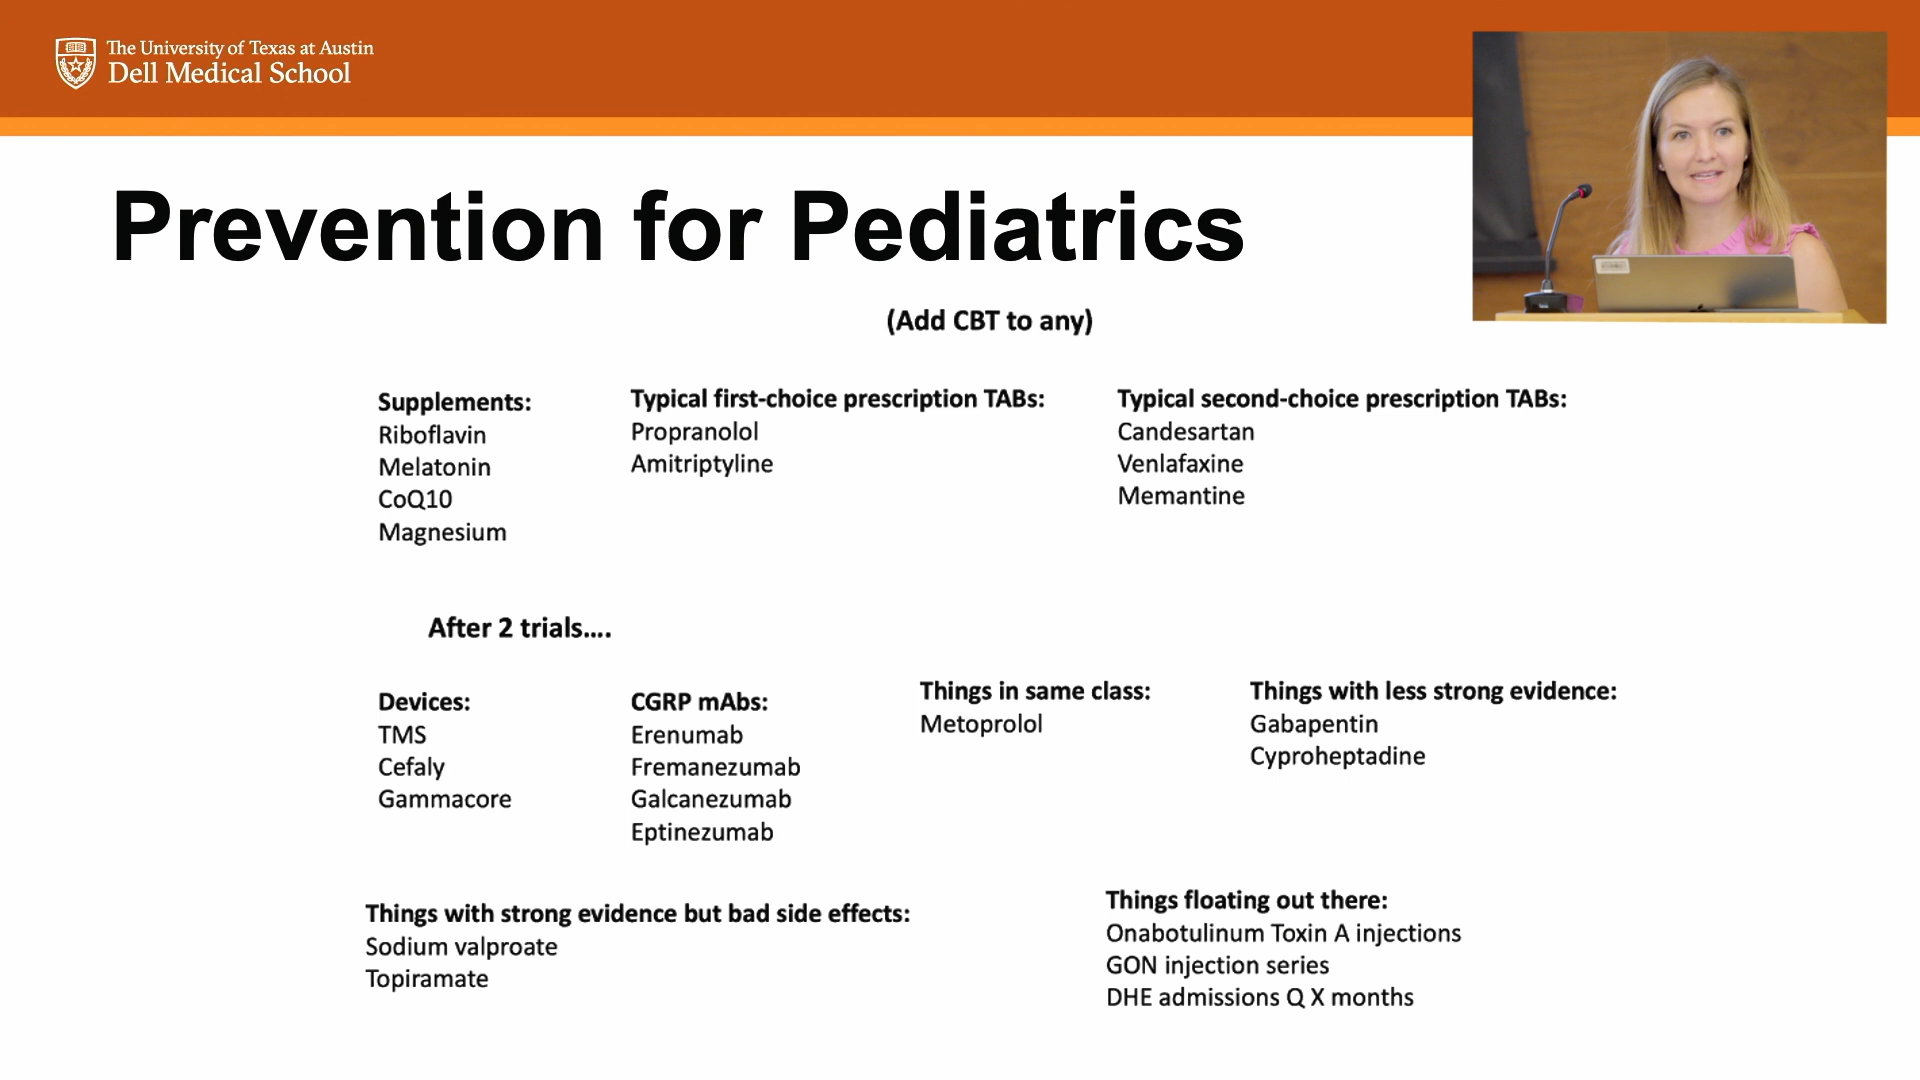 The University of Texas at Austin
Dell Medical School
Prevention for Pediatrics
(Add CBT to any)
Supplements:
Riboflavin
Melatonin
CoQ10
Magnesium
Typical first-choice prescription TABs:
Propranolol
Amitriptyline
Typical second-choice prescription TABs:
Candesartan
Venlafaxine
Memantine
After 2 trials....
Devices:
TMS
Cefaly
Gammacore
CGRP mAbs:
Erenumab
Fremanezumab
Galcanezumab
Eptinezumab
Things in same class:
Metoprolol
Things with less strong evidence:
Gabapentin
Cyproheptadine
Things with strong evidence but bad side effects:
Sodium valproate
Topiramate
Things floating out there:
Onabotulinum Toxin A injections
GON injection series
DHE admissions Q X months